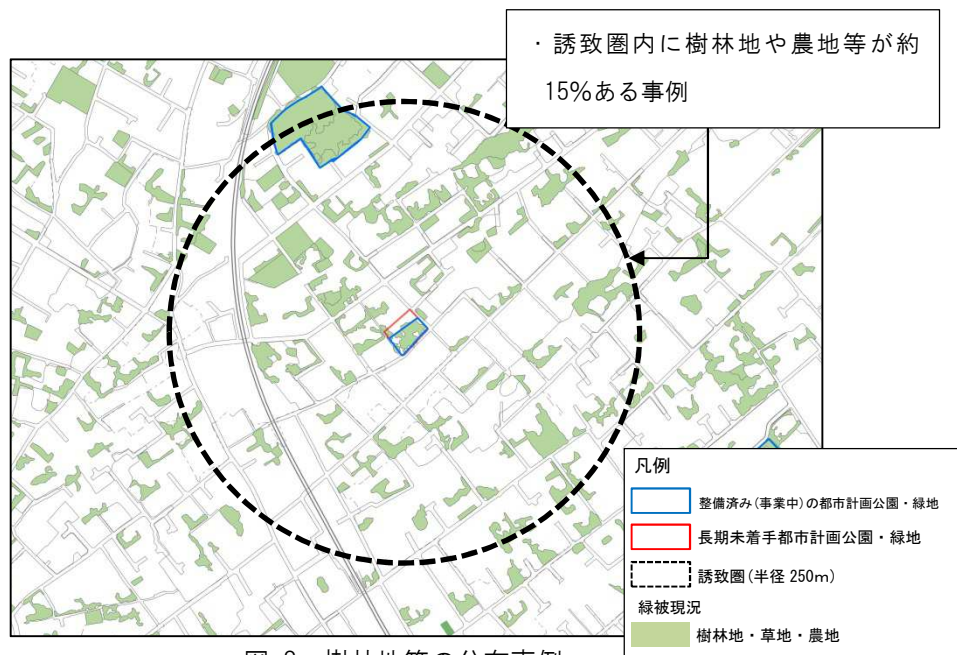 ・誘致圏内に樹林地や農地等が約
15%ある事例
凡例
整備済み(事業中)の都市計画公園・緑地
長期未着手都市計画公園・緑地
誘致圏(半径 250m)
緑被現況
樹林地・草地・農地